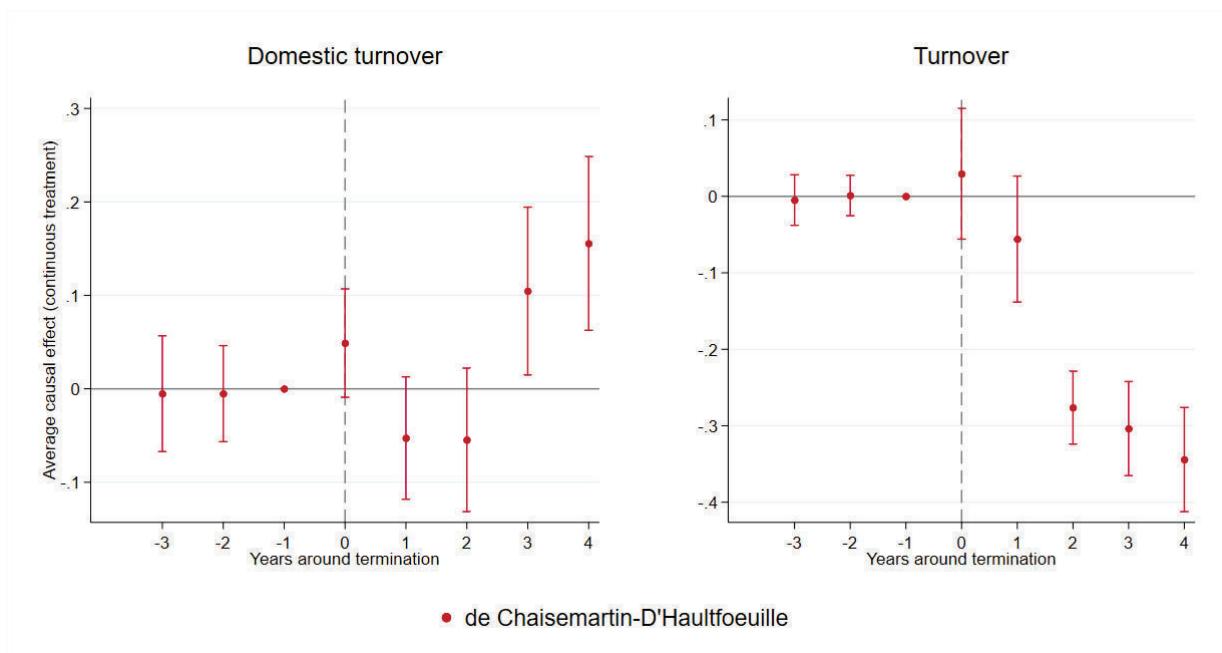 Domestic turnover
Average causal effect (continuous treatment)
.3
.2
.1
0
-.1
-3 -2 -1 0 1 2 3 4
Years around termination
Turnover
.1
0
-.1
-.2
-.3
-.4
-3 -2 -1 0 1 2 3 4
Years around termination
de Chaisemartin-D'Haultfoeuille